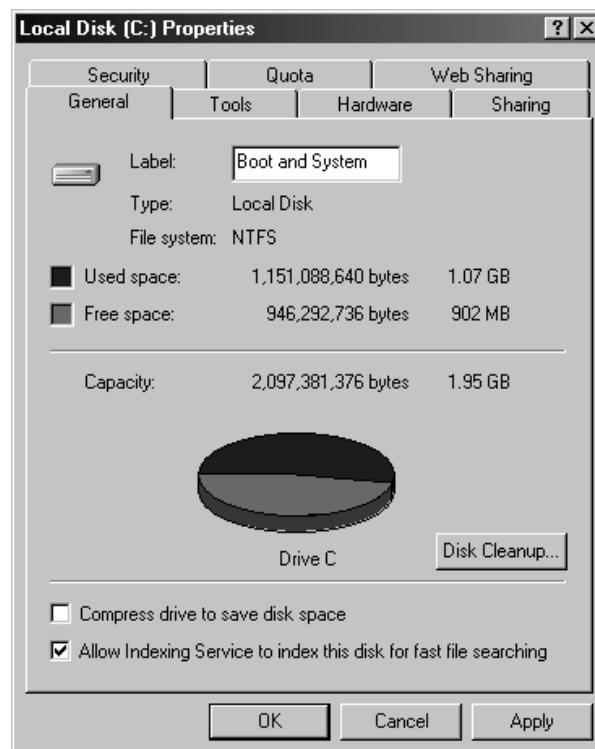 Local Disk (C:) Properties ? ×
Security Quota Web Sharing
General Tools Hardware Sharing
Label: Boot and System
Type: Local Disk
File system: NTFS
Used space: 1,151,088,640 bytes 1.07 GB
Free space: 946,292,736 bytes 902 MB
Capacity: 2,097,381,376 bytes 1.95 GB
Drive C
Disk Cleanup...
Compress drive to save disk space
Allow Indexing Service to index this disk for fast file searching
OK Cancel Apply